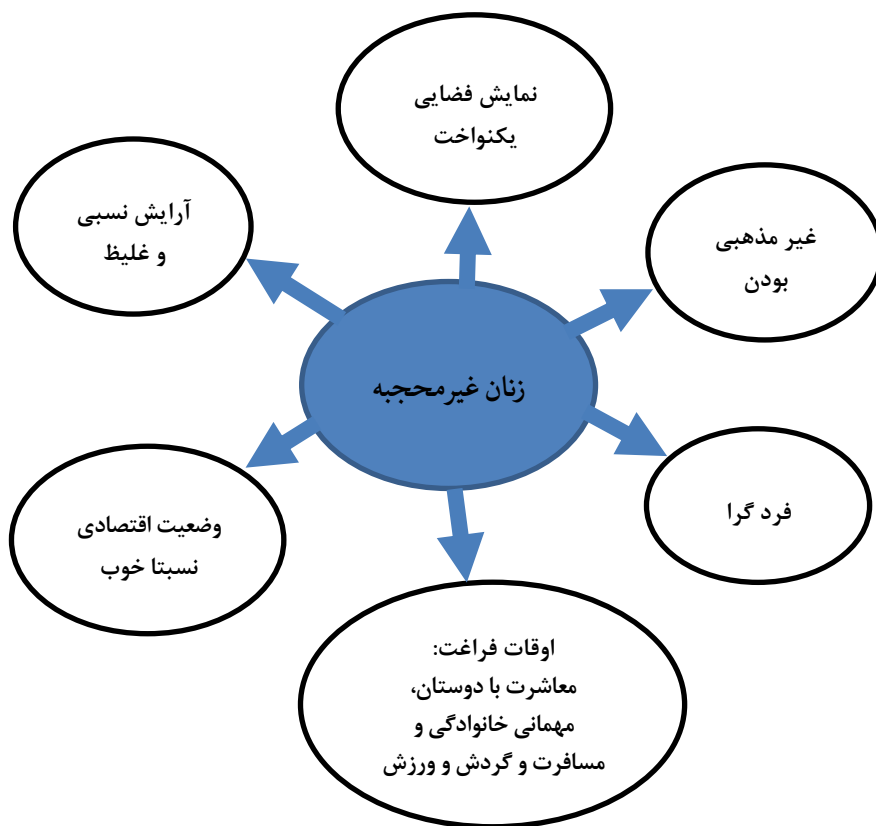 نمایش فضایی
یکنواخت
آرایش نسبی
و غلیظ
غیر مذهبی
بودن
زنان غیرمحجبه
وضعیت اقتصادی
نسبتا خوب
فرد گرا
اوقات فراغت:
معاشرت با دوستان،
مهمانی خانوادگی و
مسافرت و گردش و ورزش